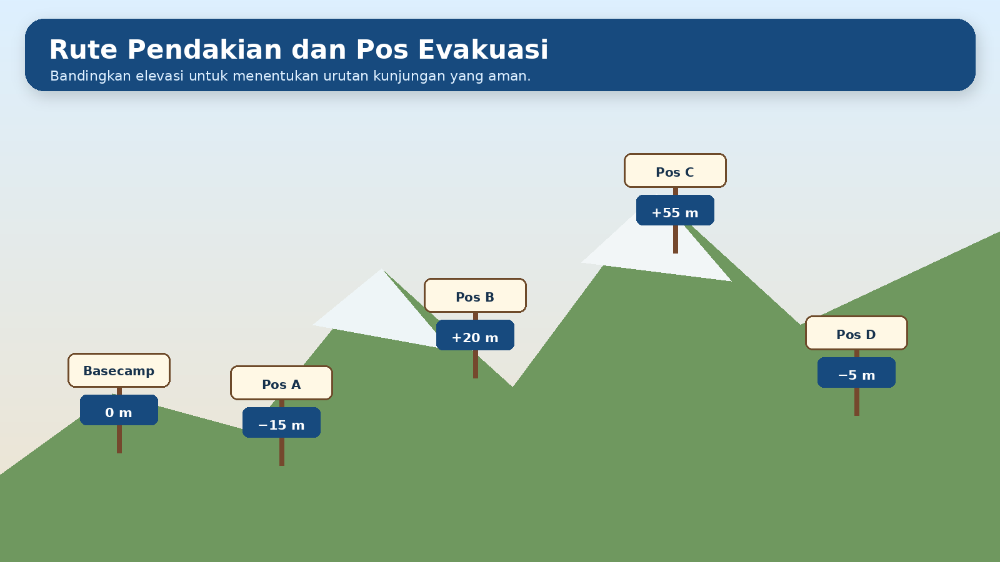 Rute Pendakian dan Pos Evakuasi
Bandingkan elevasi untuk menentukan urutan kunjungan yang aman.
Basecamp
0 m
Pos A
−15 m
Pos B
+20 m
Pos C
+55 m
Pos D
−5 m